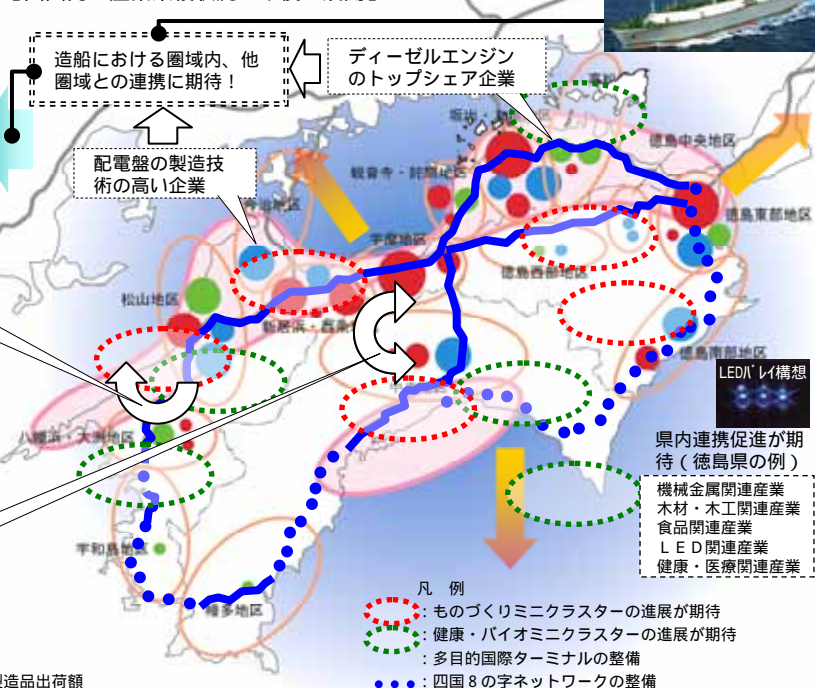 造船における圏域内、他
圏域との連携に期待！
ディーゼルエンジン
のトップシェア企業
配電盤の製造技
術の高い企業
徳島中央地区
観音寺・詫間地区
今治地区
宇摩地区
徳島東部地区
徳島西部地区
松山地区
徳島南部地区
LEDバレイ構想
八幡浜・大洲地区
県内連携促進が期
待（徳島県の例）
機械金属関連産業
木材・木工関連産業
食品関連産業
ＬＥＤ関連産業
健康・医療関連産業
宇和島地区
幡多地区
凡　例
：ものづくりミニクラスターの進展が期待
：健康・バイオミニクラスターの進展が期待
：多目的国際ターミナルの整備
：四国８の字ネットワークの整備
製造品出荷額